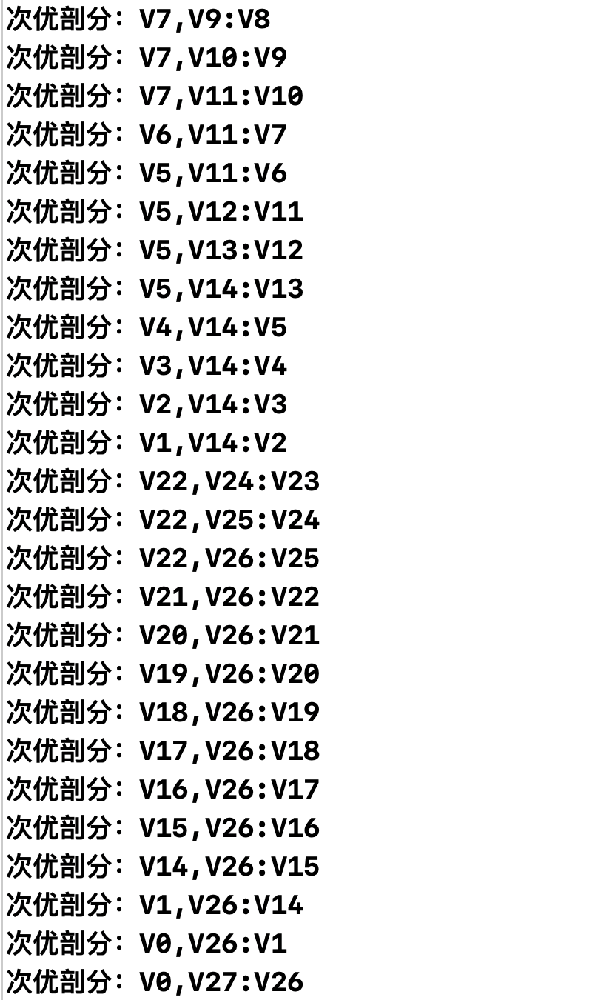 次优剖分：V7,V9:V8
次优剖分：V7,V10:V9
次优剖分：V7,V11:V10
次优剖分：V6,V11:V7
次优剖分：V5,V11:V6
次优剖分：V5,V12:V11
次优剖分：V5,V13:V12
次优剖分：V5,V14:V13
次优剖分：V4,V14:V5
次优剖分：V3,V14:V4
次优剖分：V2,V14:V3
次优剖分：V1,V14:V2
次优剖分：V22,V24:V23
次优剖分：V22,V25:V24
次优剖分：V22,V26:V25
次优剖分：V21,V26:V22
次优剖分：V20,V26:V21
次优剖分：V19,V26:V20
次优剖分：V18,V26:V19
次优剖分：V17,V26:V18
次优剖分：V16,V26:V17
次优剖分：V15,V26:V16
次优剖分：V14,V26:V15
次优剖分：V1,V26:V14
次优剖分：V0,V26:V1
次优剖分：V0,V27:V26